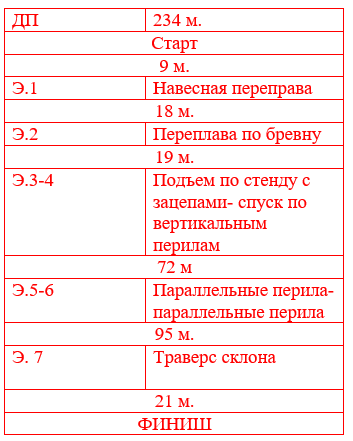 ДП 234 м.
Старт
9 м.
Э.1 Навесная переправа
18 м.
Э.2 Переплава по бревну
19 м.
Э.3-4 Подъем по стенду с
зацепами- спуск по
вертикальным
перилам
72 м
Э.5-6 Параллельные перила-
параллельные перила
95 м.
Э. 7 Траверс склона
21 м.
ФИНИШ